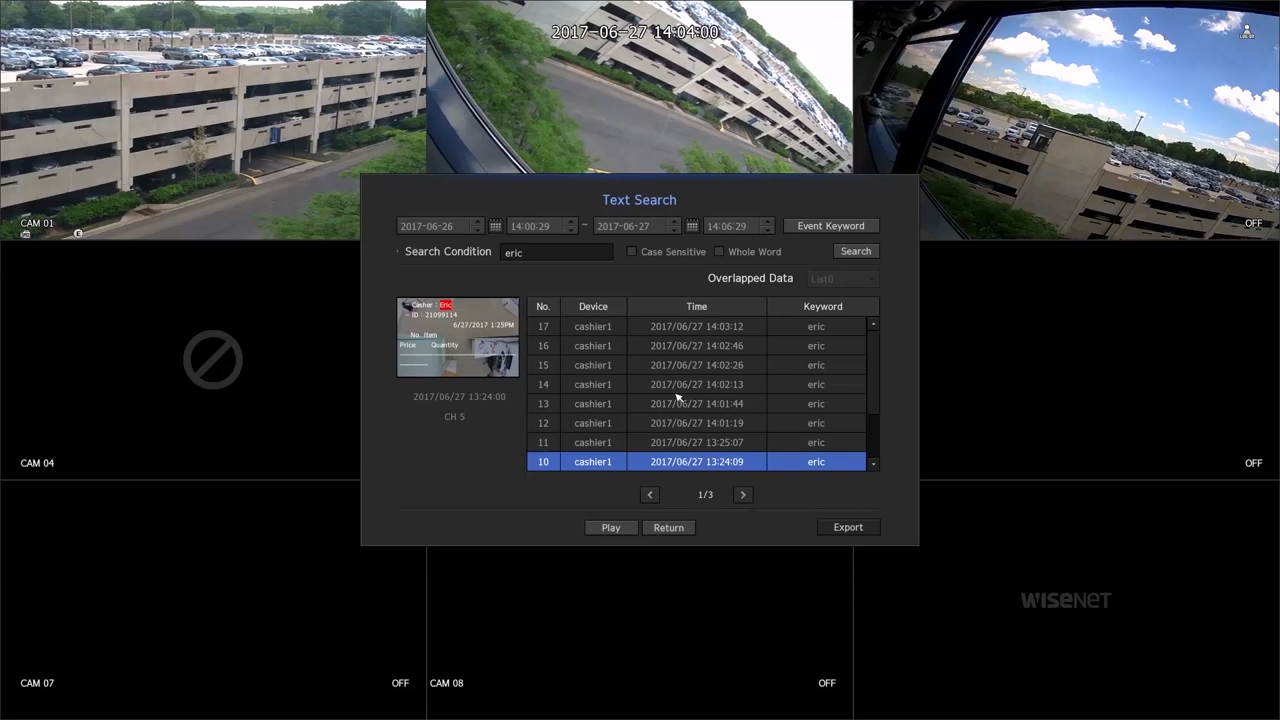 2017-06-27 14:04:00
CAM 01
OFF
Text Search
2017-06-26 14:00:29 ~ 2017-06-27 14:06:29 Event Keyword
Search Condition eric Case Sensitive Whole Word Search
Overlapped Data List0
- Casher : Eric
- ID : 21099114
6/27/2017 1:25PM
No. Item
Price Quantity
2017/06/27 13:24:00
CH 5
No. Device Time Keyword
17 cashier1 2017/06/27 14:03:12 eric
16 cashier1 2017/06/27 14:02:46 eric
15 cashier1 2017/06/27 14:02:26 eric
14 cashier1 2017/06/27 14:02:13 eric
13 cashier1 2017/06/27 14:01:44 eric
12 cashier1 2017/06/27 14:01:19 eric
11 cashier1 2017/06/27 13:25:07 eric
10 cashier1 2017/06/27 13:24:09 eric
1/3
Play Return Export
CAM 04
OFF
WISENET
CAM 07 OFF
CAM 08 OFF